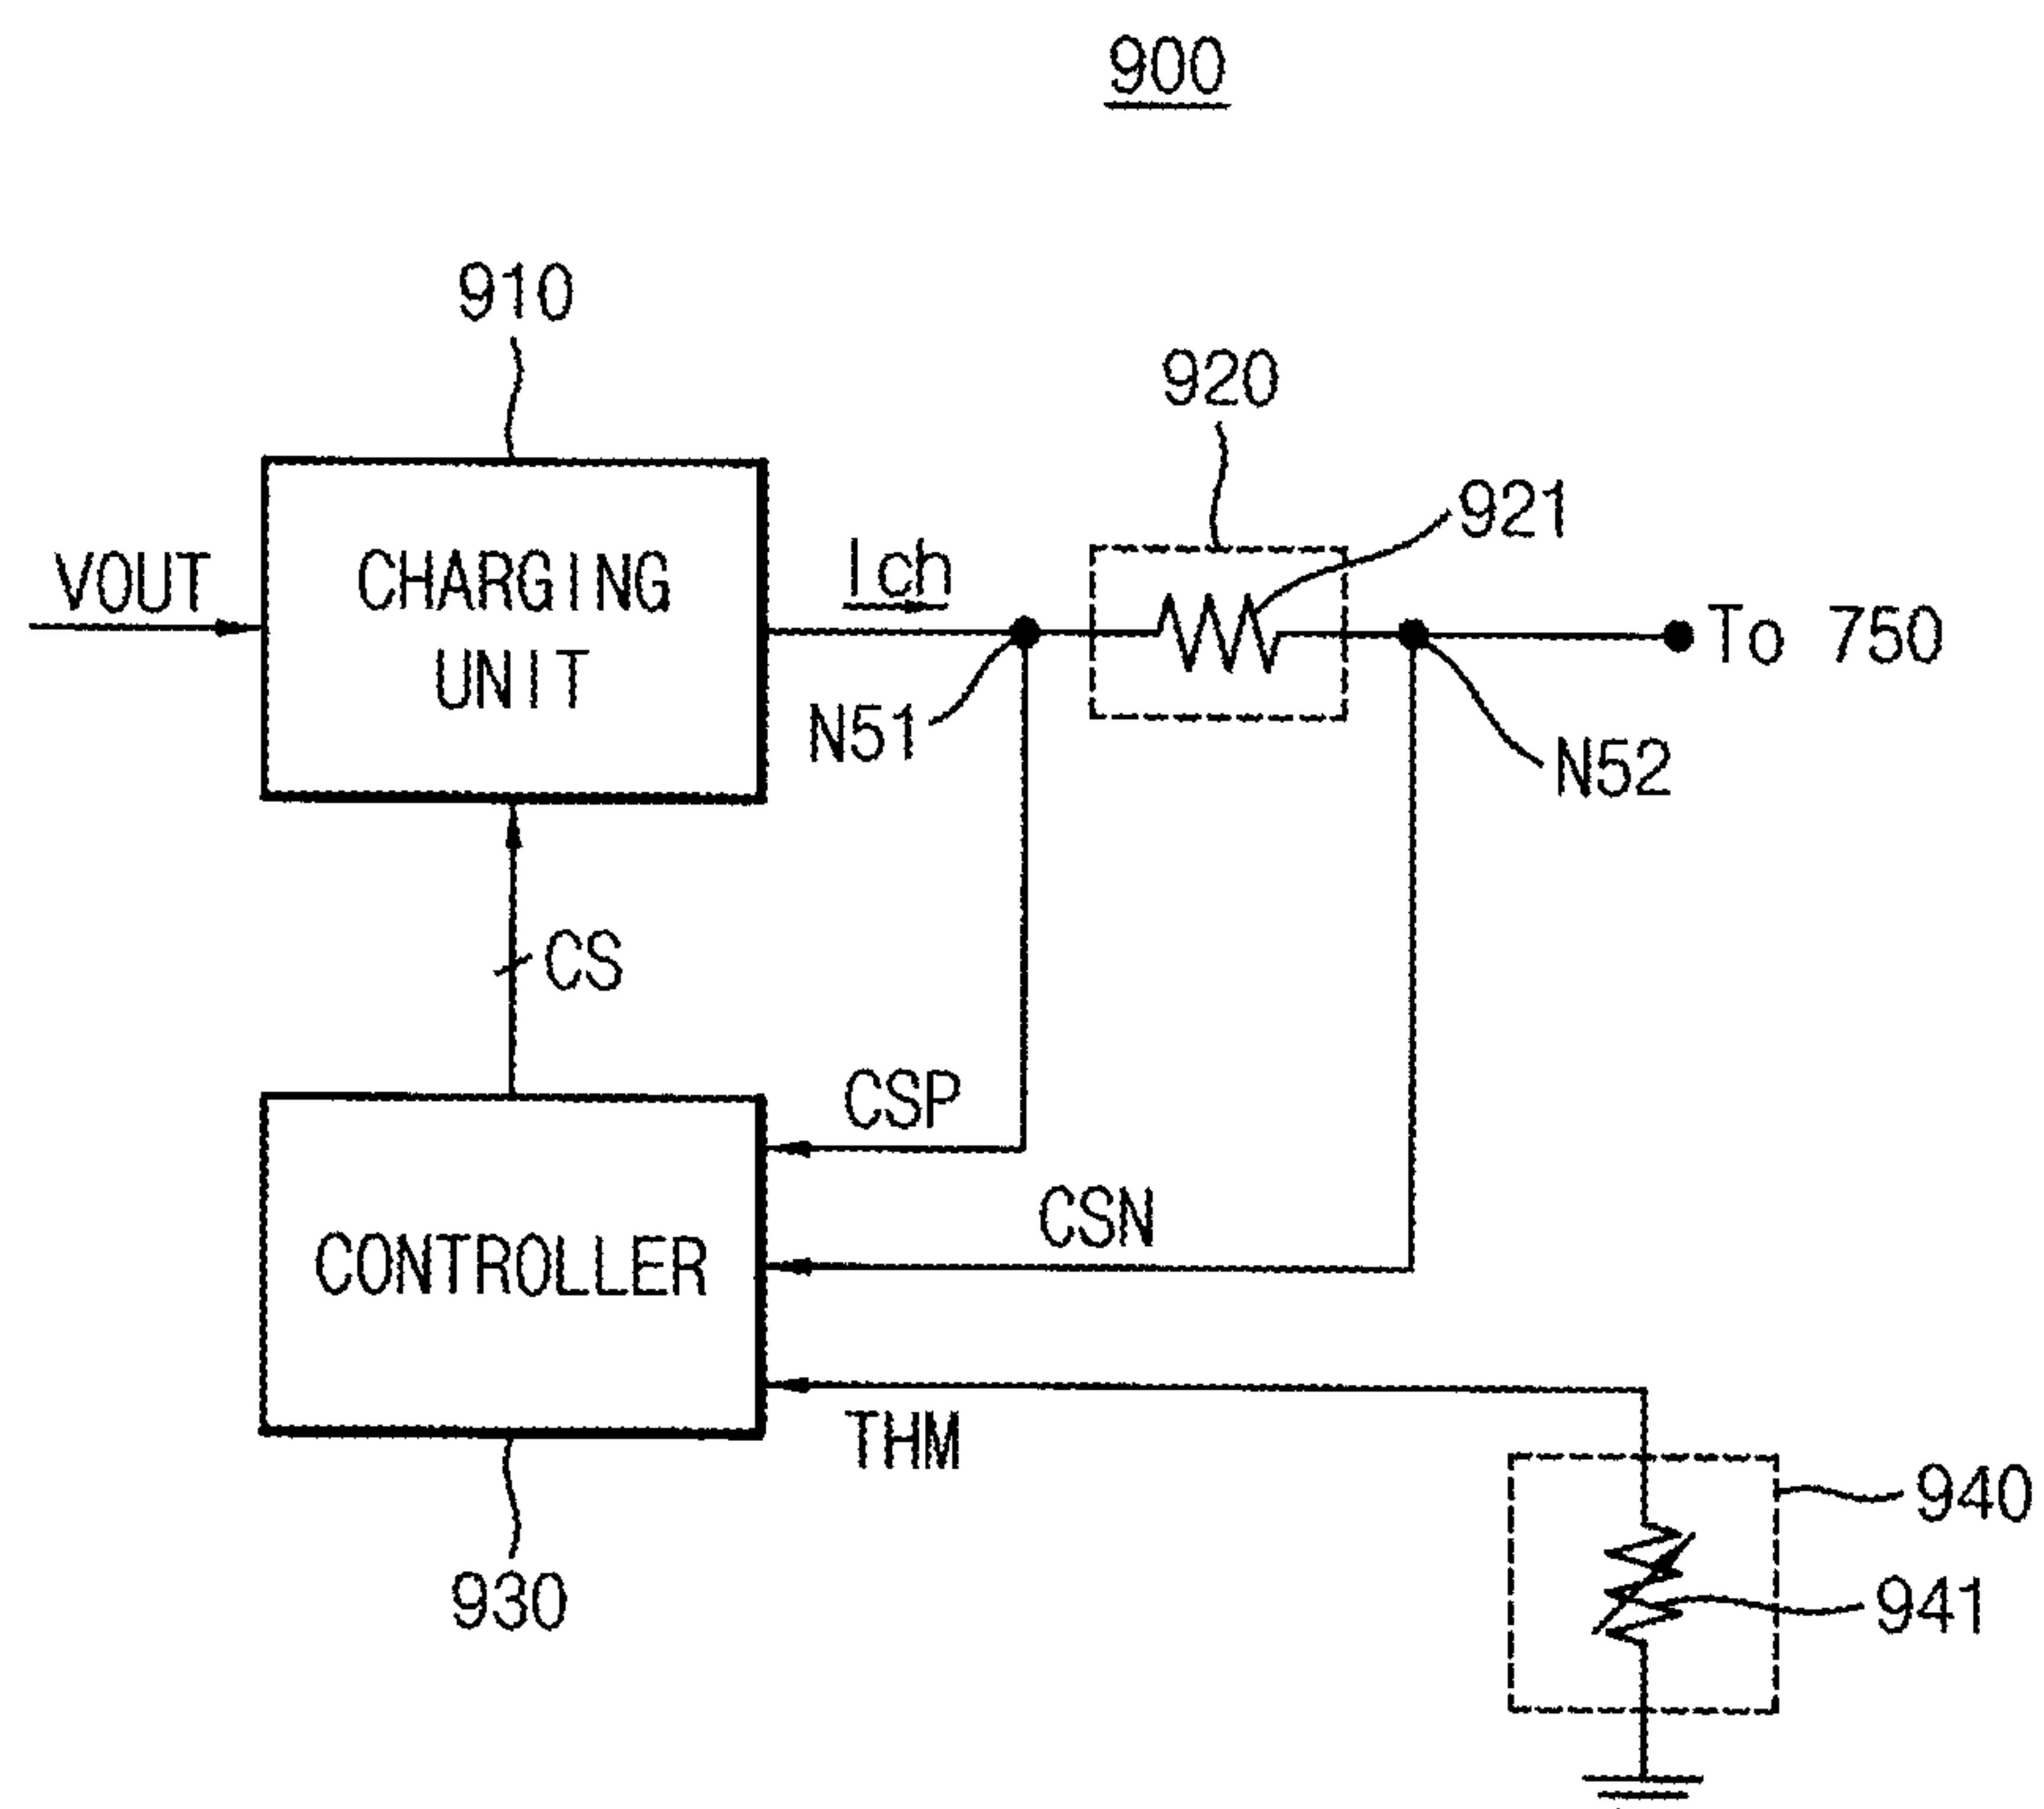 900
910
920
921
VOUT
CHARGING
UNIT
Ich
To 750
N51
N52
CS
CSP
CSN
CONTROLLER
THM
940
941
930